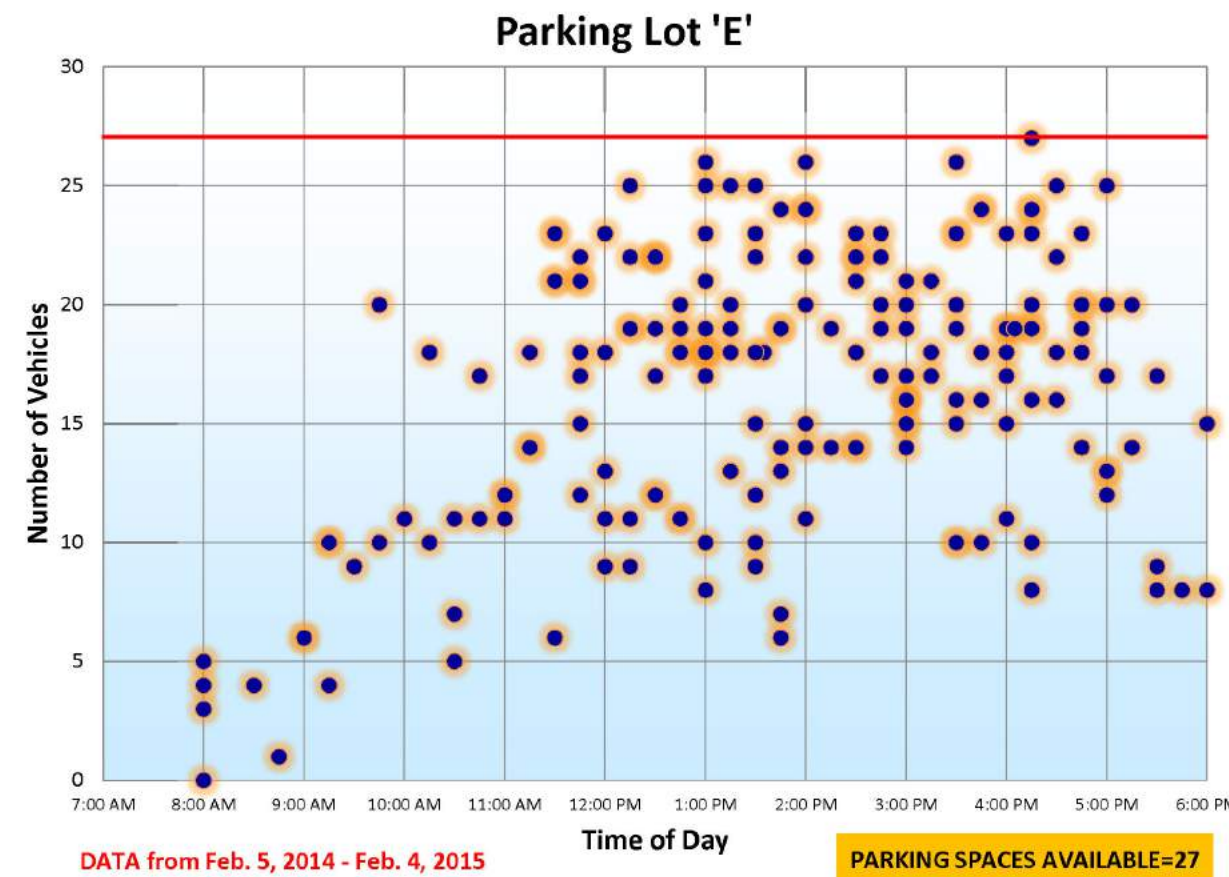 Parking Lot 'E'
30
25
20
15
10
5
0
Number of Vehicles
7:00 AM 8:00 AM 9:00 AM 10:00 AM 11:00 AM 12:00 PM 1:00 PM 2:00 PM 3:00 PM 4:00 PM 5:00 PM 6:00 PM
Time of Day
DATA from Feb. 5, 2014 - Feb. 4, 2015
PARKING SPACES AVAILABLE=27